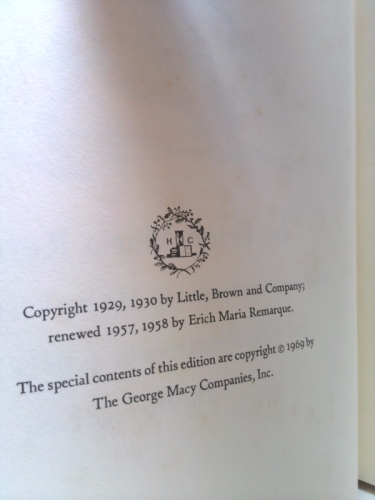 H C
Copyright 1929, 1930 by Little, Brown and Company;
renewed 1957, 1958 by Erich Maria Remarque.
The special contents of this edition are copyright © 1969 by
The George Macy Companies, Inc.